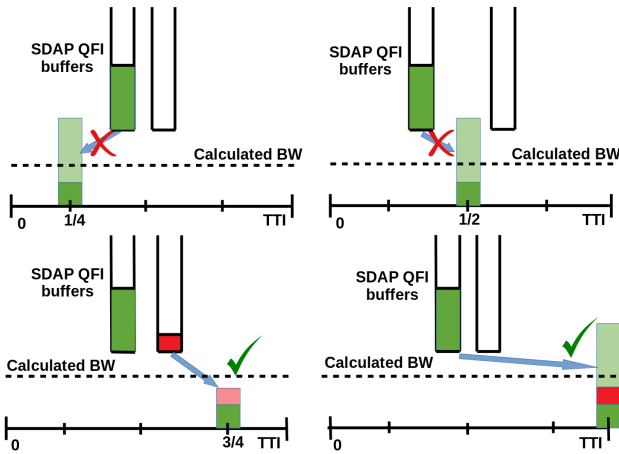 SDAP QFI
buffers
Calculated BW
0
1/4
TTI
SDAP QFI
buffers
Calculated BW
0
1/2
TTI
SDAP QFI
buffers
Calculated BW
0
3/4
TTI
SDAP QFI
buffers
Calculated BW
0
TTI